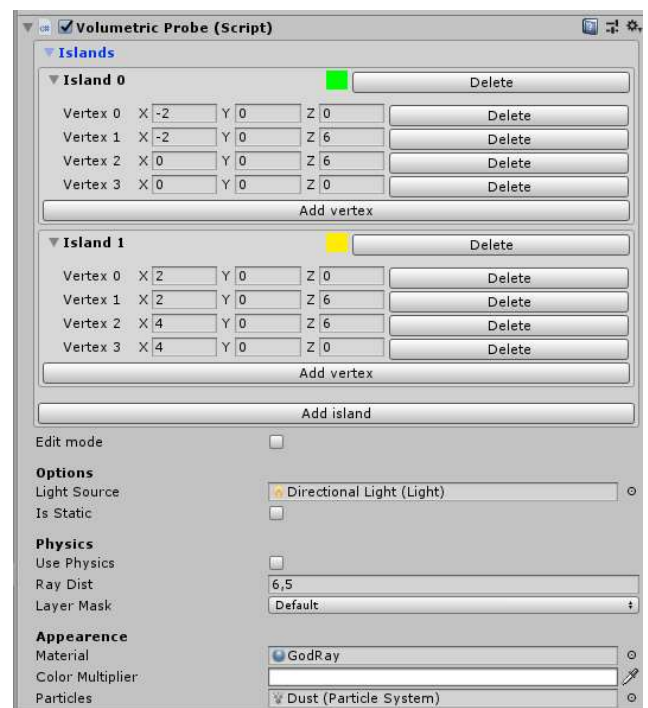 Volumetric Probe (Script)
Islands
Island 0 Delete
Vertex 0 X -2 Y 0 Z 0 Delete
Vertex 1 X -2 Y 0 Z 6 Delete
Vertex 2 X 0 Y 0 Z 6 Delete
Vertex 3 X 0 Y 0 Z 0 Delete
Add vertex
Island 1 Delete
Vertex 0 X 2 Y 0 Z 0 Delete
Vertex 1 X 2 Y 0 Z 6 Delete
Vertex 2 X 4 Y 0 Z 6 Delete
Vertex 3 X 4 Y 0 Z 0 Delete
Add vertex
Add island
Edit mode
Options
Light Source Directional Light (Light)
Is Static
Physics
Use Physics
Ray Dist 6,5
Layer Mask Default
Appearence
Material GodRay
Color Multiplier
Particles Dust (Particle System)